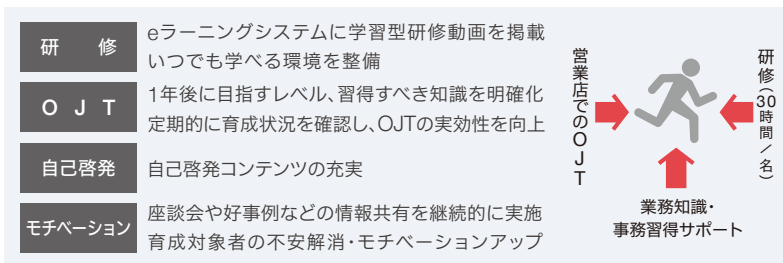 研修
eラーニングシステムに学習型研修動画を掲載
いつでも学べる環境を整備
OJT
1年後に目指すレベル、習得すべき知識を明確化
定期的に育成状況を確認し、OJTの実効性を向上
自己啓発
自己啓発コンテンツの充実
モチベーション
座談会や好事例などの情報共有を継続的に実施
育成対象者の不安解消・モチベーションアップ
営業店でのOJT
研修(30時間/名)
業務知識・
事務習得サポート